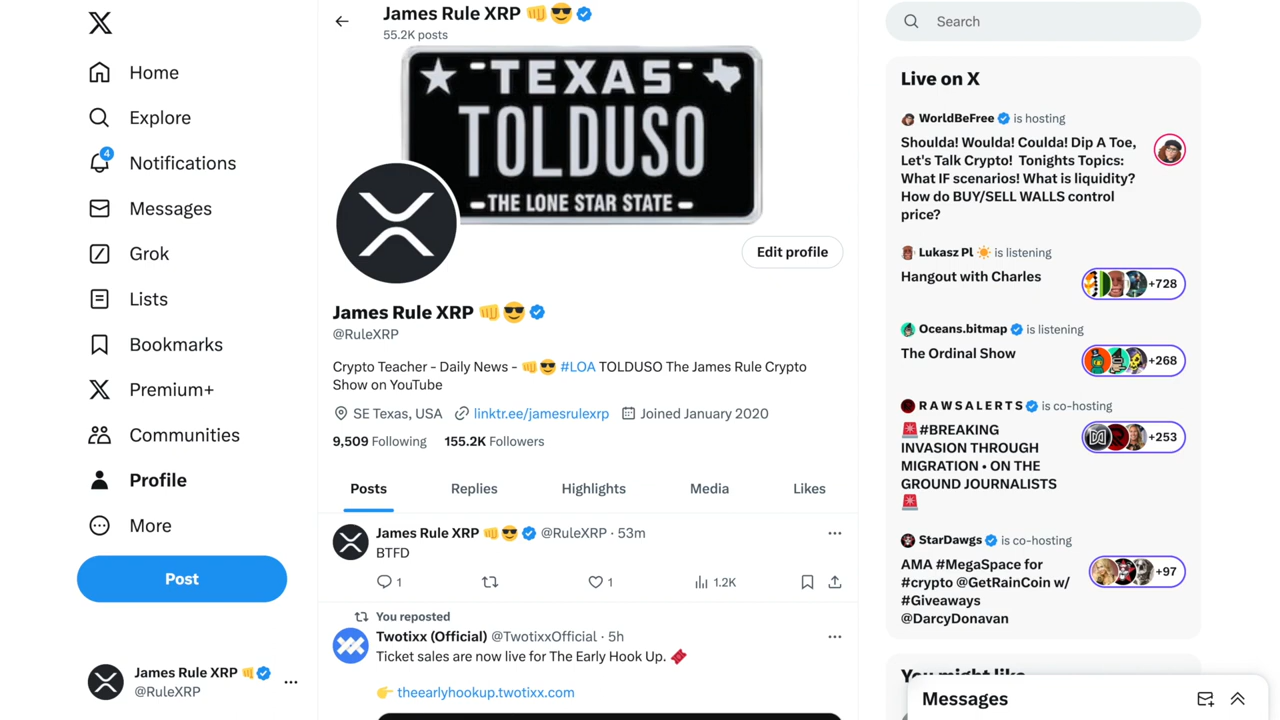 Home
Explore
4
Notifications
Messages
Grok
Lists
Bookmarks
Premium+
Communities
Profile
More
Post
James Rule XRP 👊😎
@RuleXRP
James Rule XRP 👊😎
55.2K posts
TEXAS
TOLDUSO
THE LONE STAR STATE
Edit profile
James Rule XRP 👊😎
@RuleXRP
Crypto Teacher - Daily News - 👊😎 #LOA TOLDUSO The James Rule Crypto
Show on YouTube
SE Texas, USA linktr.ee/jamesrulexrp Joined January 2020
9,509 Following 155.2K Followers
Posts Replies Highlights Media Likes
James Rule XRP 👊😎 @RuleXRP · 53m
BTFD
1 1 1.2K
You reposted
Twotixx (Official) @TwotixxOfficial · 5h
Ticket sales are now live for The Early Hook Up. 🎟️
👉 theearlyhookup.twotixx.com
Search
Live on X
WorldBeFree is hosting
Shoulda! Woulda! Coulda! Dip A Toe,
Let's Talk Crypto! Tonights Topics:
What IF scenarios! What is liquidity?
How do BUY/SELL WALLS control
price?
Lukasz Pl ☀️ is listening
Hangout with Charles
+728
Oceans.bitmap is listening
The Ordinal Show
+268
R A W S A L E R T S is co-hosting
🚨#BREAKING
INVASION THROUGH
MIGRATION • ON THE
GROUND JOURNALISTS
🚨
+253
StarDawgs is co-hosting
AMA #MegaSpace for
#crypto @GetRainCoin w/
#Giveaways
@DarcyDonavan
+97
You might like
Messages